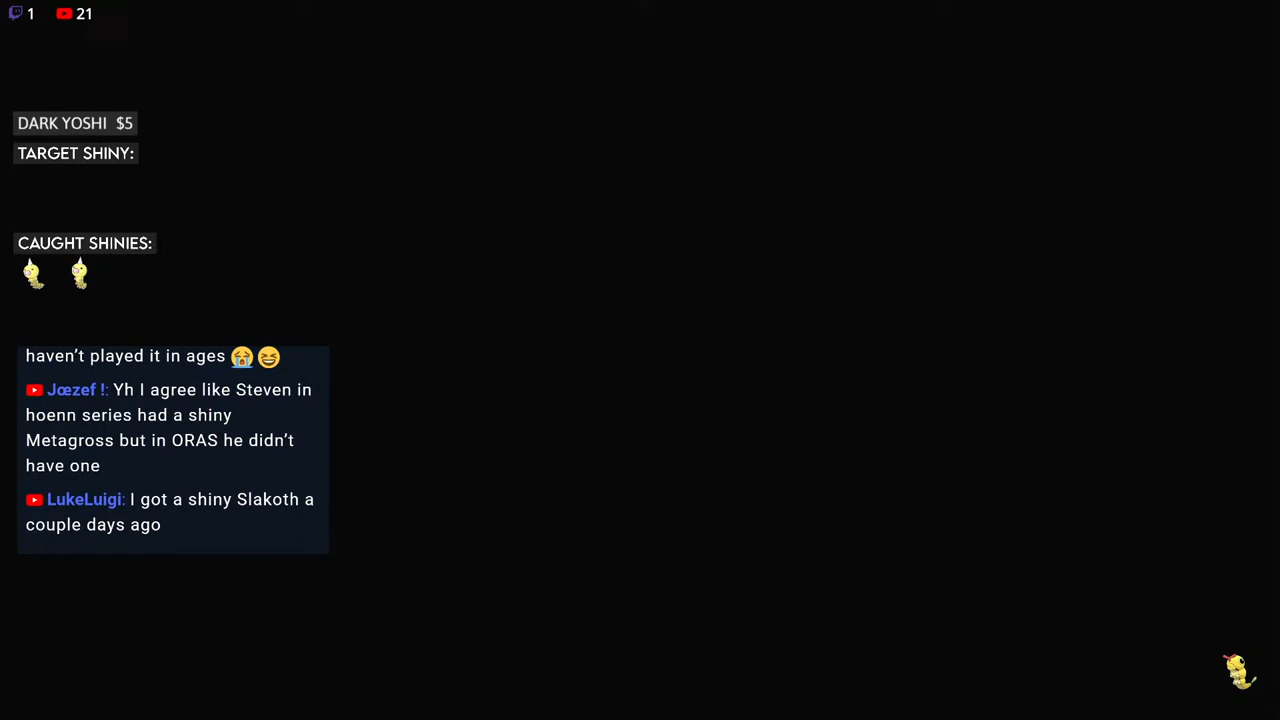 1 21
DARK YOSHI $5
TARGET SHINY:
CAUGHT SHINIES:
haven’t played it in ages 😭😆
Jœzef !: Yh I agree like Steven in
hoenn series had a shiny
Metagross but in ORAS he didn’t
have one
LukeLuigi: I got a shiny Slakoth a
couple days ago